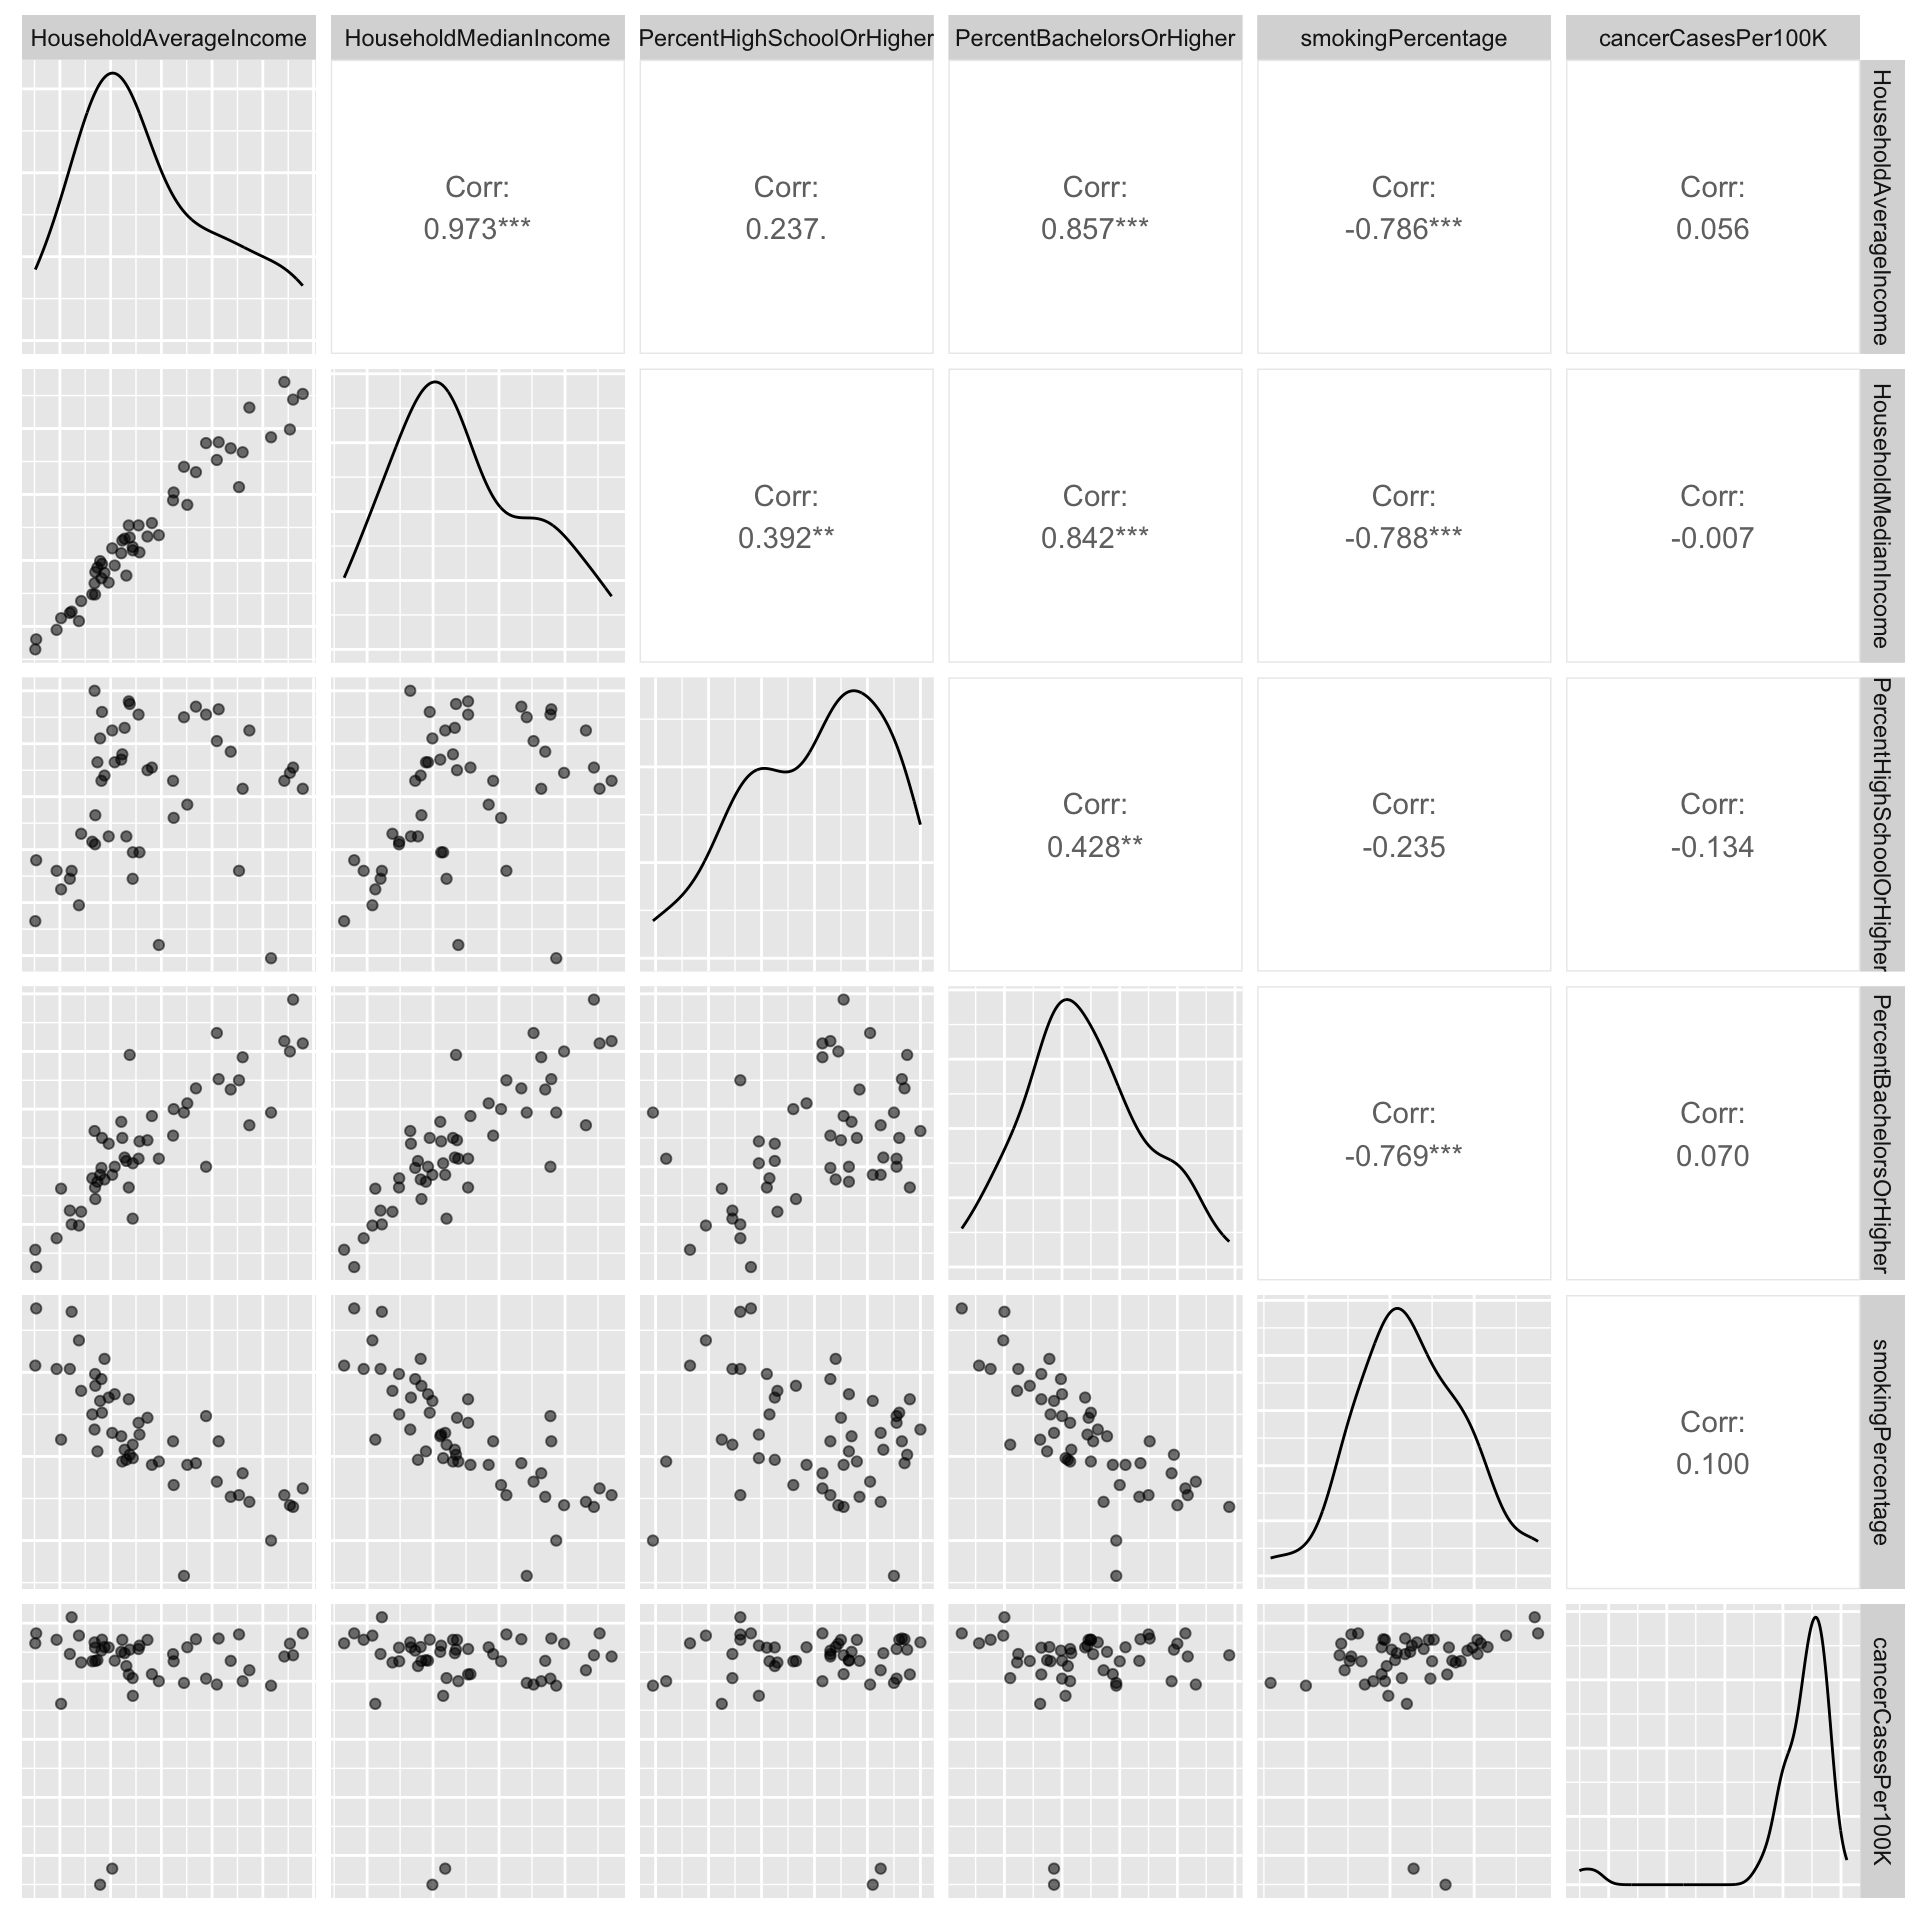 HouseholdAverageIncome
HouseholdMedianIncome
PercentHighSchoolOrHigher
PercentBachelorsOrHigher
smokingPercentage
cancerCasesPer100K
Corr:
0.973***
Corr:
0.237.
Corr:
0.857***
Corr:
-0.786***
Corr:
0.056
HouseholdAverageIncome
Corr:
0.392**
Corr:
0.842***
Corr:
-0.788***
Corr:
-0.007
HouseholdMedianIncome
Corr:
0.428**
Corr:
-0.235
Corr:
-0.134
PercentHighSchoolOrHigher
Corr:
-0.769***
Corr:
0.070
PercentBachelorsOrHigher
Corr:
0.100
smokingPercentage
cancerCasesPer100K